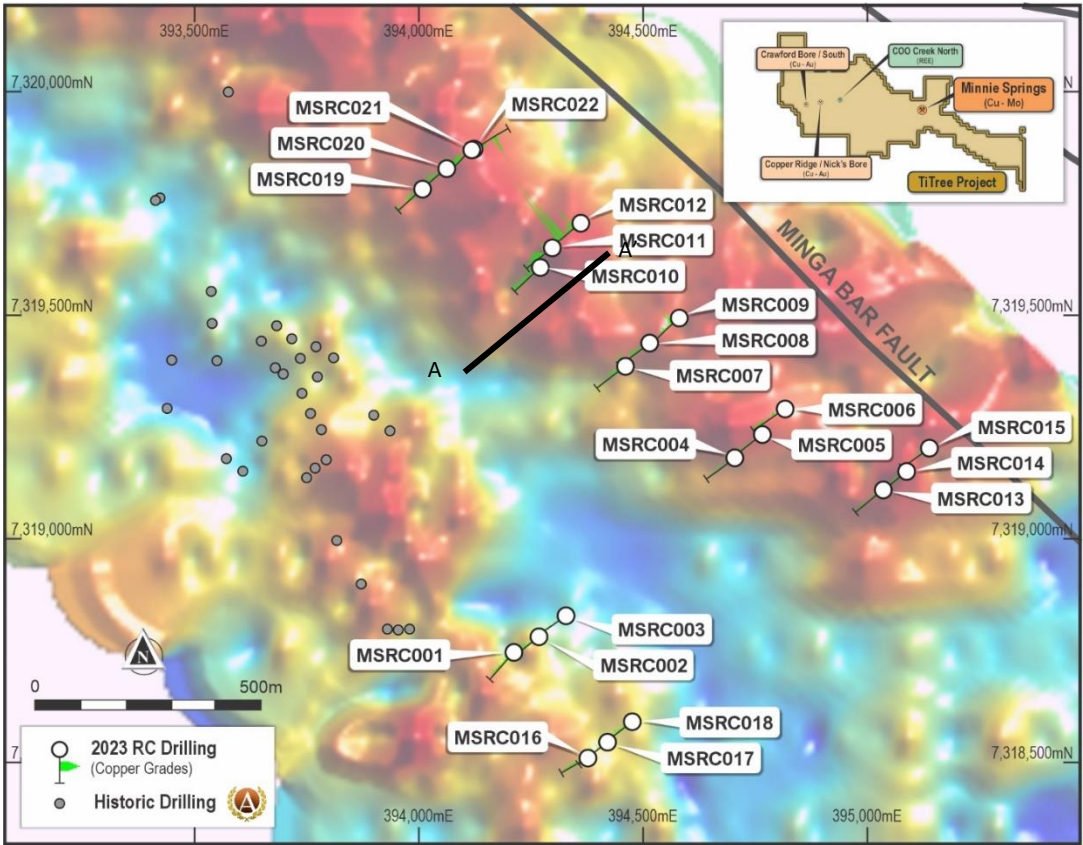 393,500mE
394,000mE
394,500mE
7,320,000mN
Crawford Bore / South
(Cu - Au)
COO Creek North
(REE)
Minnie Springs
(Cu - Mo)
Copper Ridge / Nick's Bore
(Cu - Au)
TiTree Project
MSRC021
MSRC022
MSRC020
MSRC019
MSRC012
MSRC011
A'
MSRC010
MINGA BAR FAULT
7,319,500mN
7,319,500mN
MSRC009
MSRC008
A
MSRC007
MSRC006
MSRC004
MSRC005
MSRC015
MSRC014
MSRC013
7,319,000mN
7,319,000mN
MSRC003
MSRC001
MSRC002
N
0
500m
MSRC018
MSRC016
MSRC017
7,318,500mN
2023 RC Drilling
(Copper Grades)
Historic Drilling
A
394,000mE
394,500mE
395,000mE